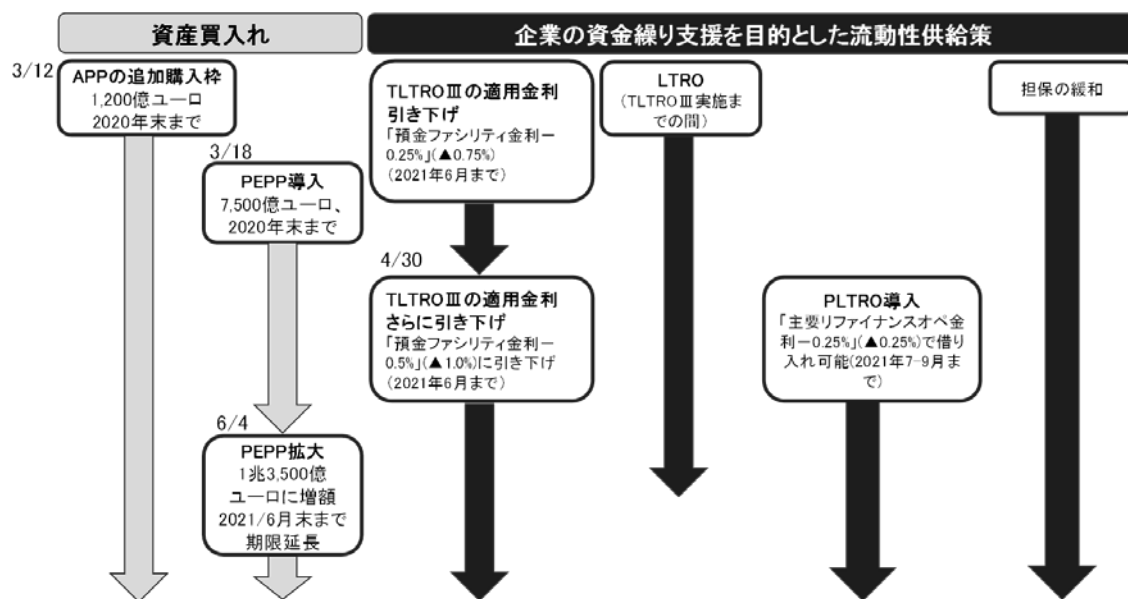 資産買入れ
企業の資金繰り支援を目的とした流動性供給策
3/12
APPの追加購入枠
1,200億ユーロ
2020年末まで
3/18
PEPP導入
7,500億ユーロ、
2020年末まで
6/4
PEPP拡大
1兆3,500億
ユーロに増額
2021/6月末まで
期限延長
TLTROⅢの適用金利
引き下げ
「預金ファシリティ金利－
0.25%」(▲0.75%)
(2021年6月まで)
4/30
TLTROⅢの適用金利
さらに引き下げ
「預金ファシリティ金利－
0.5%」(▲1.0%)に引き下げ
(2021年6月まで)
LTRO
(TLTROⅢ実施ま
での間)
PLTRO導入
「主要リファイナンスオペ金
利－0.25%」(▲0.25%)で借り
入れ可能(2021年7-9月ま
で)
担保の緩和